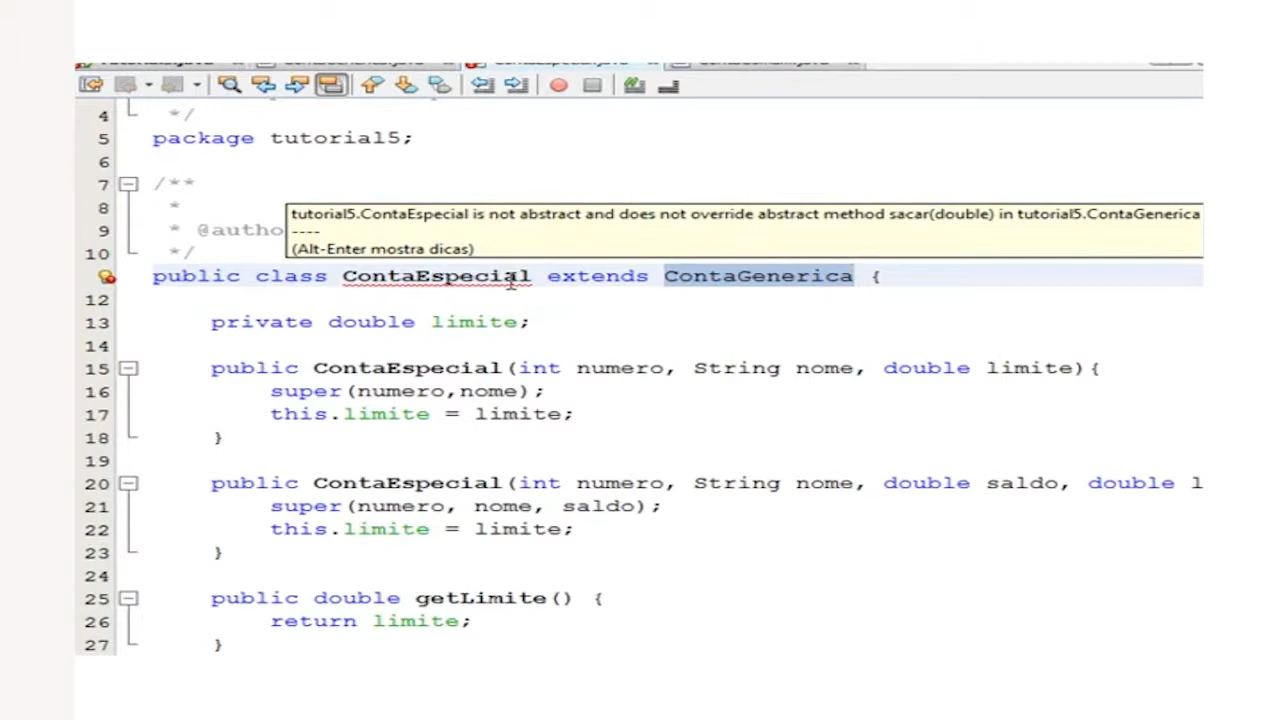 4 */
5 package tutorial5;
6
7 /**
8 *
tutorial5.ContaEspecial is not abstract and does not override abstract method sacar(double) in tutorial5.ContaGenerica
----
(Alt-Enter mostra dicas)
9 * @autho
10 */
public class ContaEspecial extends ContaGenerica {
12
13 private double limite;
14
15 public ContaEspecial(int numero, String nome, double limite){
16 super(numero,nome);
17 this.limite = limite;
18 }
19
20 public ContaEspecial(int numero, String nome, double saldo, double l
21 super(numero, nome, saldo);
22 this.limite = limite;
23 }
24
25 public double getLimite() {
26 return limite;
27 }